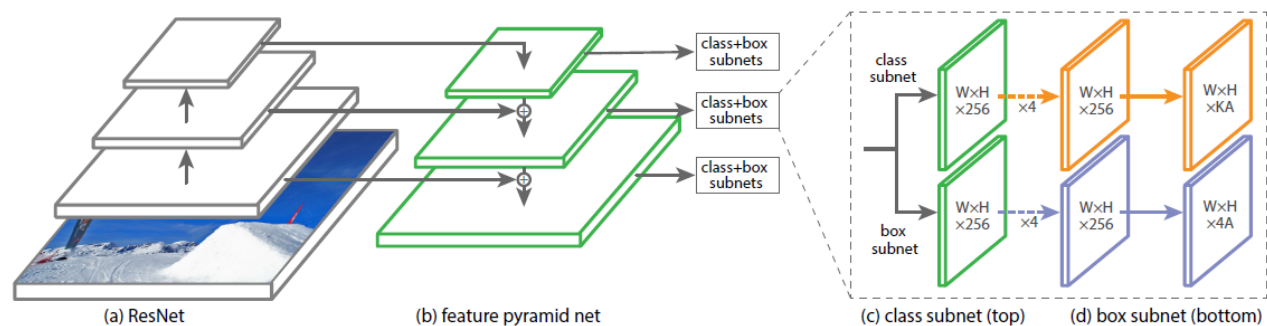 class+box
subnets
class+box
subnets
class+box
subnets
class
subnet
W×H
×256
×4
W×H
×256
W×H
×KA
box
subnet
W×H
×256
×4
W×H
×256
W×H
×4A
(a) ResNet
(b) feature pyramid net
(c) class subnet (top)
(d) box subnet (bottom)